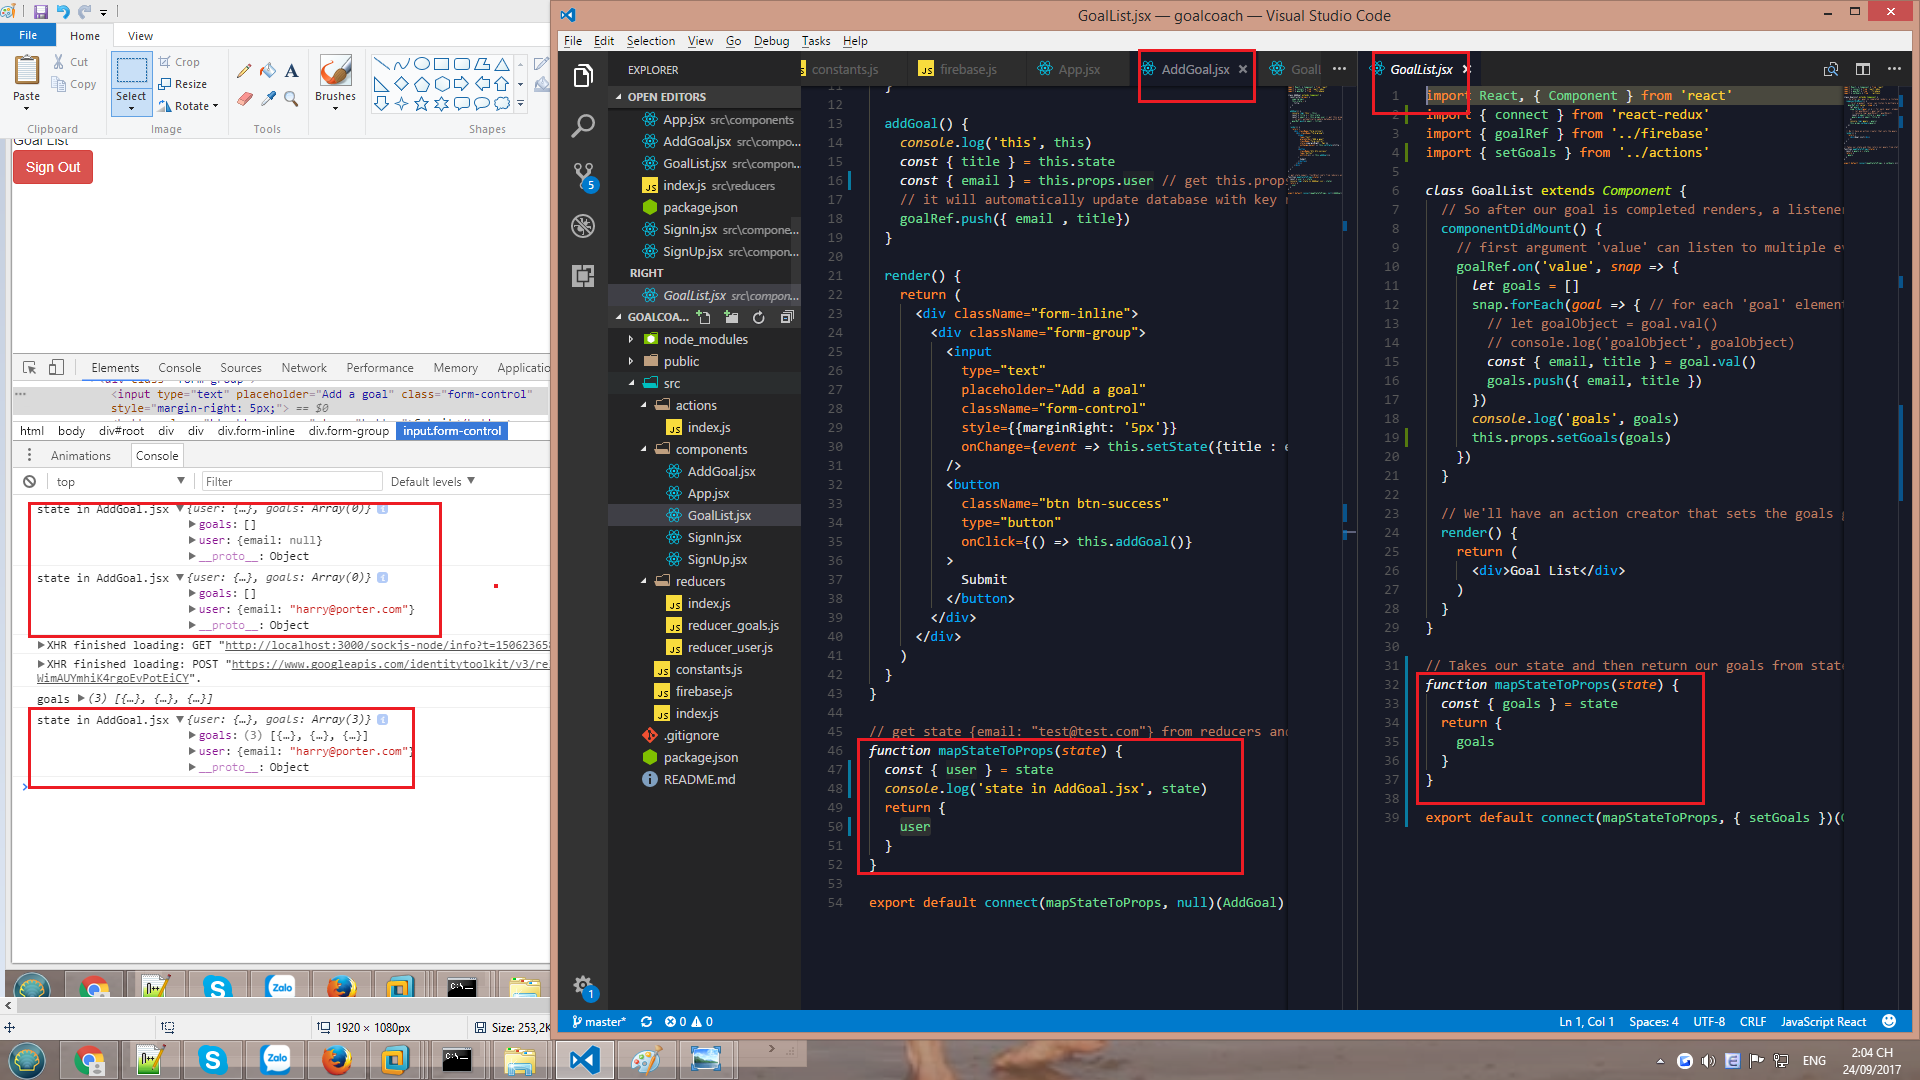 File
Home
View
Paste
Cut
Copy
Select
Crop
Resize
Rotate
Brushes
Clipboard
Image
Tools
Shapes
Goal List
Sign Out
Elements
Console
Sources
Network
Performance
Memory
Applicatio
<input type="text" placeholder="Add a goal" class="form-control"
style="margin-right: 5px;"> == $0
html body div#root div div div.form-inline div.form-group input.form-control
Animations
Console
top
Filter
Default levels
state in AddGoal.jsx {user: {…}, goals: Array(0)}
goals: []
user: {email: null}
__proto__: Object
state in AddGoal.jsx {user: {…}, goals: Array(0)}
goals: []
user: {email: "harry@porter.com"}
__proto__: Object
XHR finished loading: GET "http://localhost:3000/sockjs-node/info?t=150623658
XHR finished loading: POST "https://www.googleapis.com/identitytoolkit/v3/re
WimAUYmhiK4rgoEvPotEiCY".
goals (3) [{…}, {…}, {…}]
state in AddGoal.jsx {user: {…}, goals: Array(3)}
goals: (3) [{…}, {…}, {…}]
user: {email: "harry@porter.com"}
__proto__: Object
Zalo
1920 × 1080px
Size: 253,2K
GoalList.jsx — goalcoach — Visual Studio Code
File Edit Selection View Go Debug Tasks Help
EXPLORER
OPEN EDITORS
App.jsx src\components
AddGoal.jsx src\compo...
GoalList.jsx src\compon...
index.js src\reducers
package.json
SignIn.jsx src\compone...
SignUp.jsx src\compon...
RIGHT
GoalList.jsx src\compon...
GOALCOA...
node_modules
public
src
actions
index.js
components
AddGoal.jsx
App.jsx
GoalList.jsx
SignIn.jsx
SignUp.jsx
reducers
index.js
reducer_goals.js
reducer_user.js
constants.js
firebase.js
index.js
.gitignore
package.json
README.md
5
1
constants.js
firebase.js
App.jsx
AddGoal.jsx
GoalL
11 }
12
13 addGoal() {
14 console.log('this', this)
15 const { title } = this.state
16 const { email } = this.props.user // get this.props
17 // it will automatically update database with key
18 goalRef.push({ email , title})
19 }
20
21 render() {
22 return (
23 <div className="form-inline">
24 <div className="form-group">
25 <input
26 type="text"
27 placeholder="Add a goal"
28 className="form-control"
29 style={{marginRight: '5px'}}
30 onChange={event => this.setState({title : e
31 />
32 <button
33 className="btn btn-success"
34 type="button"
35 onClick={() => this.addGoal()}
36 >
37 Submit
38 </button>
39 </div>
40 </div>
41 )
42 }
43 }
44
45 // get state {email: "test@test.com"} from reducers and
46 function mapStateToProps(state) {
47 const { user } = state
48 console.log('state in AddGoal.jsx', state)
49 return {
50 user
51 }
52 }
53
54 export default connect(mapStateToProps, null)(AddGoal)
GoalList.jsx
1 import React, { Component } from 'react'
2 import { connect } from 'react-redux'
3 import { goalRef } from '../firebase'
4 import { setGoals } from '../actions'
5
6 class GoalList extends Component {
7 // So after our goal is completed renders, a listener
8 componentDidMount() {
9 // first argument 'value' can listen to multiple ev
10 goalRef.on('value', snap => {
11 let goals = []
12 snap.forEach(goal => { // for each 'goal' element
13 // let goalObject = goal.val()
14 // console.log('goalObject', goalObject)
15 const { email, title } = goal.val()
16 goals.push({ email, title })
17 })
18 console.log('goals', goals)
19 this.props.setGoals(goals)
20 })
21 }
22
23 // We'll have an action creator that sets the goals g
24 render() {
25 return (
26 <div>Goal List</div>
27 )
28 }
29 }
30
31 // Takes our state and then return our goals from stat
32 function mapStateToProps(state) {
33 const { goals } = state
34 return {
35 goals
36 }
37 }
38
39 export default connect(mapStateToProps, { setGoals })(
master* 0 0
Ln 1, Col 1 Spaces: 4 UTF-8 CRLF JavaScript React
Zalo
ENG
2:04 CH
24/09/2017